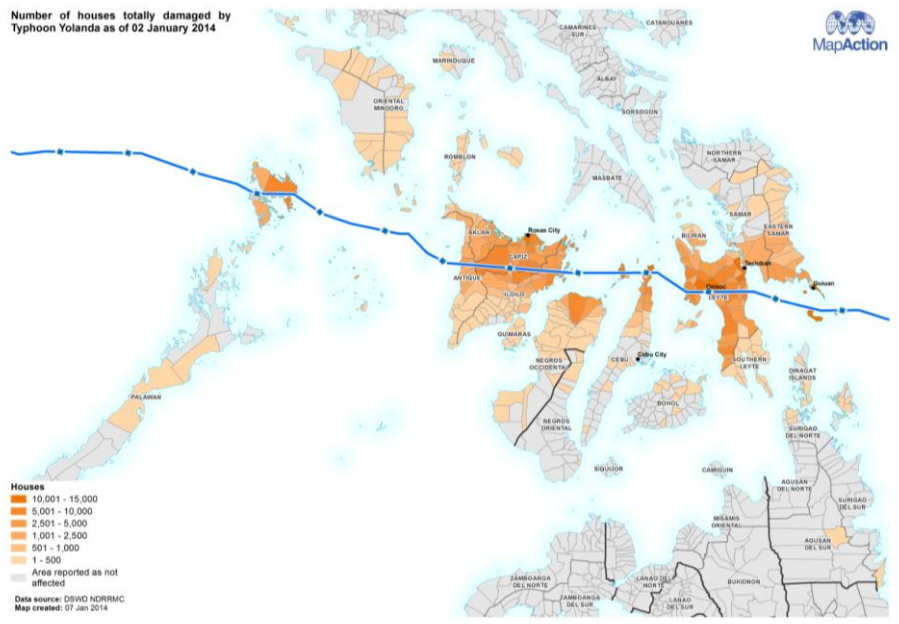 Number of houses totally damaged by
Typhoon Yolanda as of 02 January 2014
MapAction
CATANDUANES
CAMARINES
SUR
MARINDUQUE
ALBAY
ORIENTAL
MINDORO
SORSOGON
ROMBLON
NORTHERN
SAMAR
MASBATE
SAMAR
EASTERN
SAMAR
AKLAN
Roxas City
BILIRAN
CAPIZ
Tacloban
ANTIQUE
ILOILO
Ormoc
LEYTE
Guiuan
GUIMARAS
NEGROS
OCCIDENTAL
CEBU
Cebu City
SOUTHERN
LEYTE
DINAGAT
ISLANDS
PALAWAN
BOHOL
NEGROS
ORIENTAL
SURIGAO
DEL NORTE
SIQUIJOR
CAMIGUIN
AGUSAN
DEL NORTE
SURIGAO
DEL SUR
MISAMIS
ORIENTAL
AGUSAN
DEL SUR
ZAMBOANGA
DEL NORTE
LANAO DEL
NORTE
BUKIDNON
ZAMBOANGA
DEL SUR
LANAO
DEL SUR
Houses
10,001 - 15,000
5,001 - 10,000
2,501 - 5,000
1,001 - 2,500
501 - 1,000
1 - 500
Area reported as not
affected
Data source: DSWD NDRRMC
Map created: 07 Jan 2014